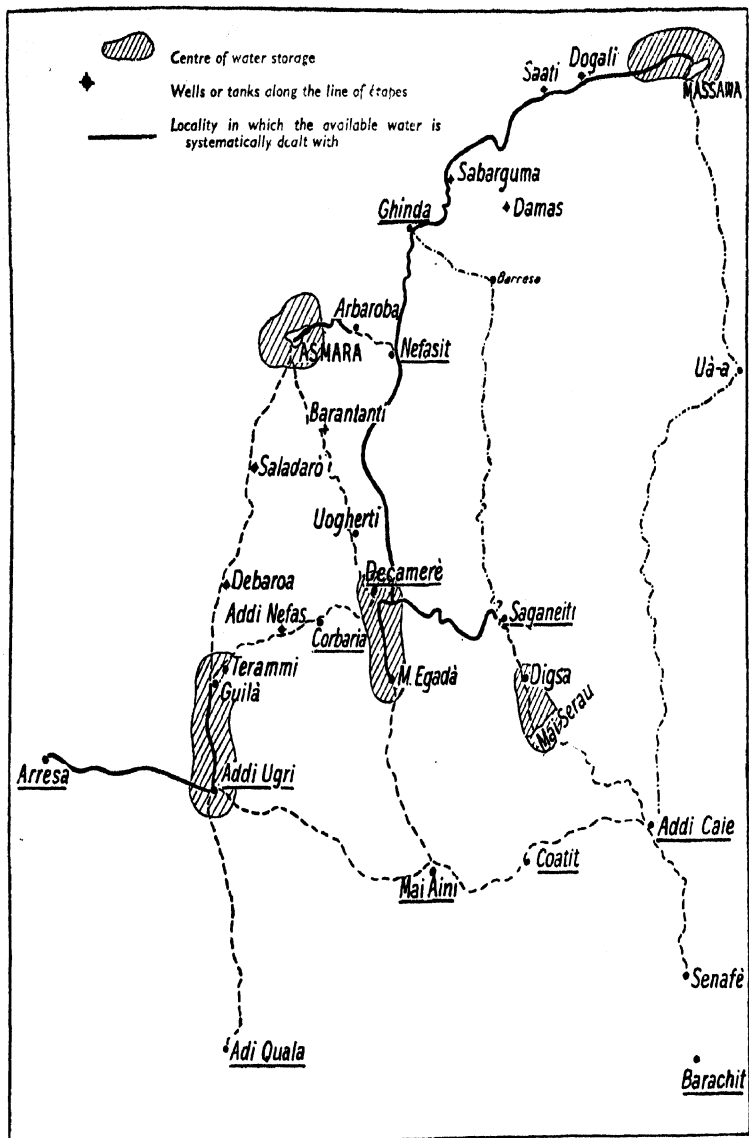 Centre of water storage
Wells or tanks along the line of étapes
Locality in which the available water is
systematically dealt with
Dogali
Saati
MASSAWA
Sabarguma
Damas
Ghinda
Barresa
Arbaroba
ASMARA
Nefasit
Uà-a
Barantanti
Saladarò
Uogherti
Decamerè
Debaroa
Addi Nefas
Corbaria
Saganeiti
Terammi
Guilà
M. Egadà
Digsa
Mai Serau
Arresa
Addi Ugri
Addi Caie
Coatit
Mai Aini
Senafè
Adi Quala
Barachit